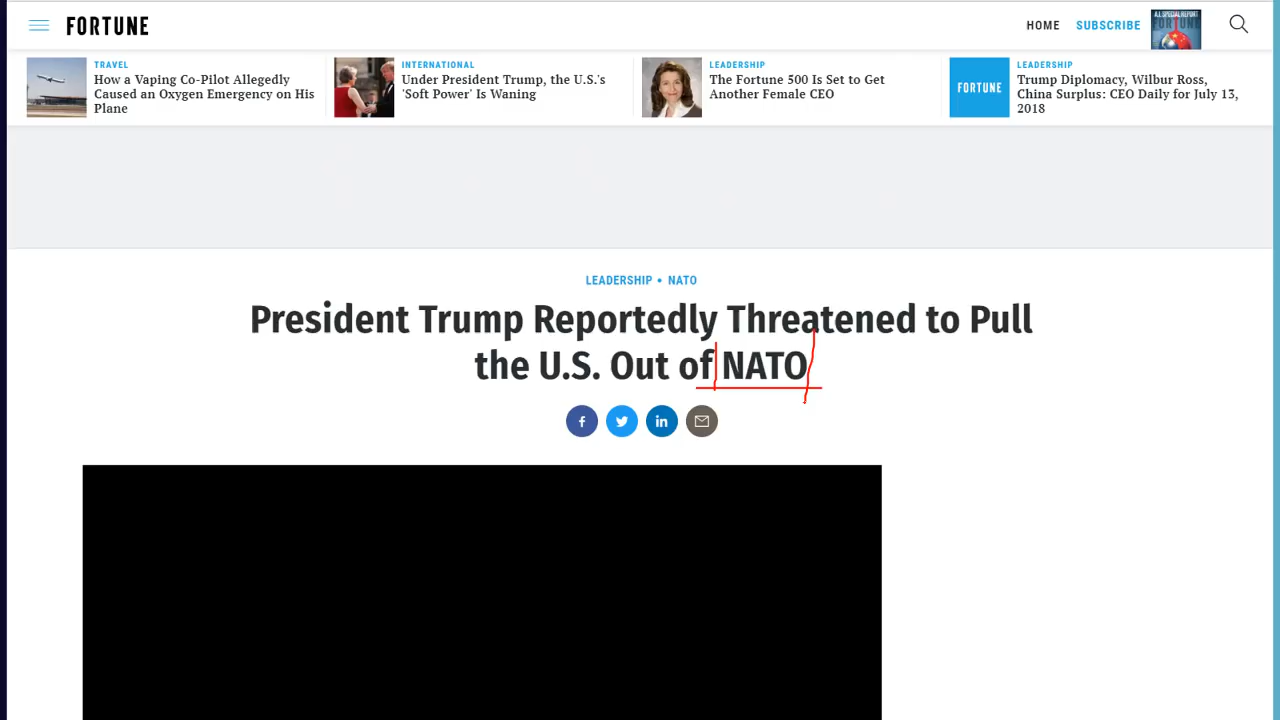 FORTUNE
HOME
SUBSCRIBE
A.I. SPECIAL REPORT
FORTUNE
TRAVEL
How a Vaping Co-Pilot Allegedly
Caused an Oxygen Emergency on His
Plane
INTERNATIONAL
Under President Trump, the U.S.'s
'Soft Power' Is Waning
LEADERSHIP
The Fortune 500 Is Set to Get
Another Female CEO
FORTUNE
LEADERSHIP
Trump Diplomacy, Wilbur Ross,
China Surplus: CEO Daily for July 13,
2018
LEADERSHIP • NATO
President Trump Reportedly Threatened to Pull
the U.S. Out of NATO